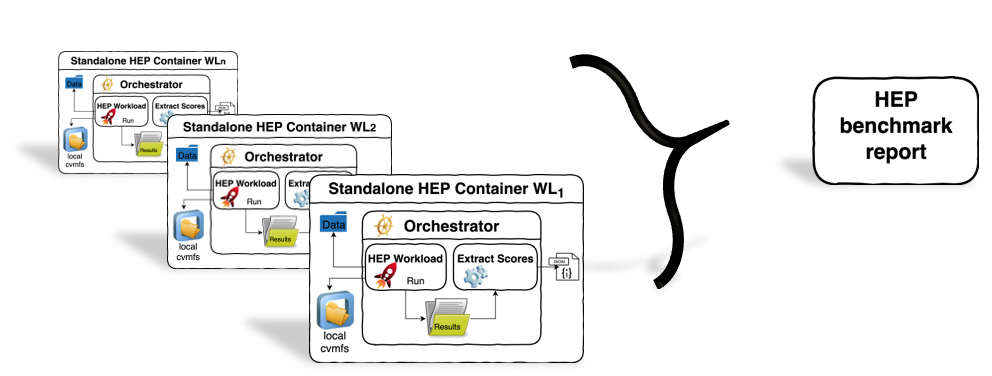 Standalone HEP Container WLn
Data
Orchestrator
HEP Workload
Extract Scores
Run
Results
local
cvmfs
Standalone HEP Container WL2
Data
Orchestrator
HEP Workload
Extra
Run
Results
local
cvmfs
Standalone HEP Container WL1
Data
Orchestrator
HEP Workload
Extract Scores
Run
JSON
{;}
Results
local
cvmfs
HEP
benchmark
report